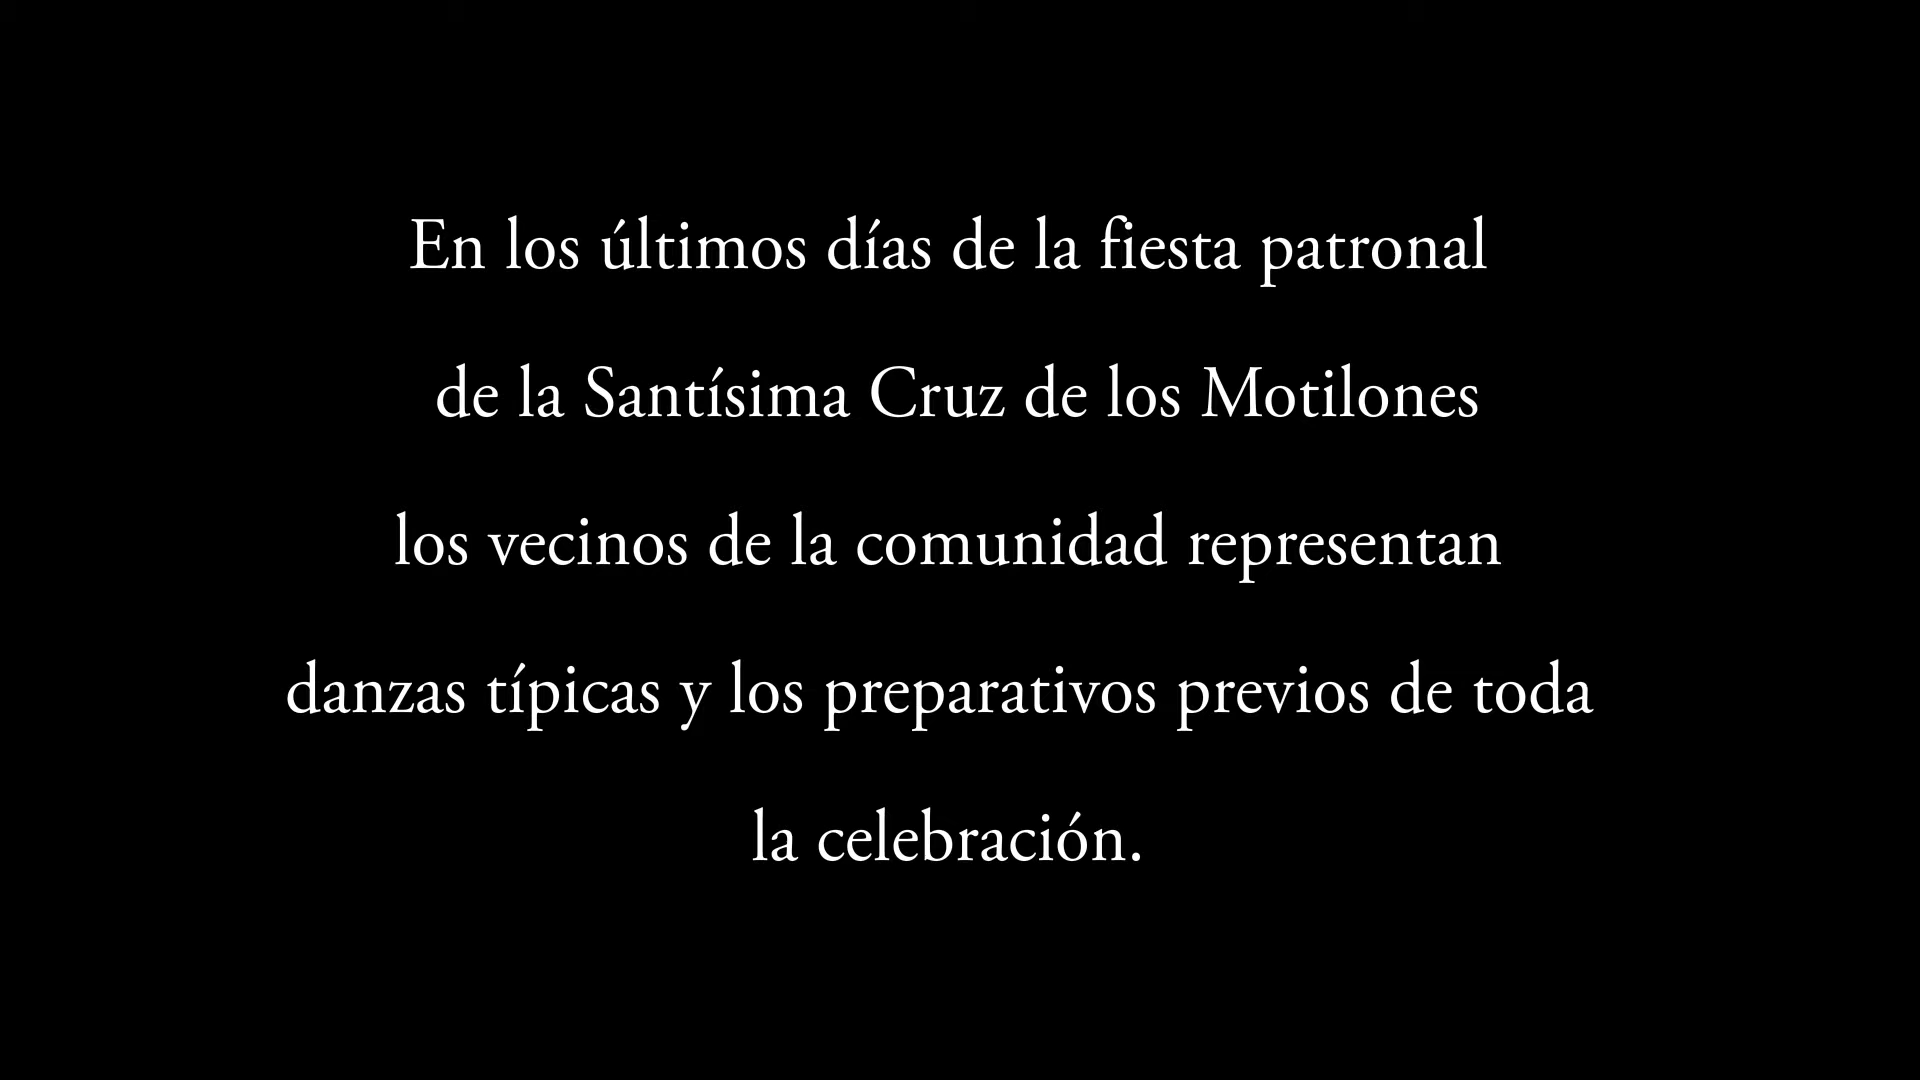 En los últimos días de la fiesta patronal
de la Santísima Cruz de los Motilones
los vecinos de la comunidad representan
danzas típicas y los preparativos previos de toda
la celebración.